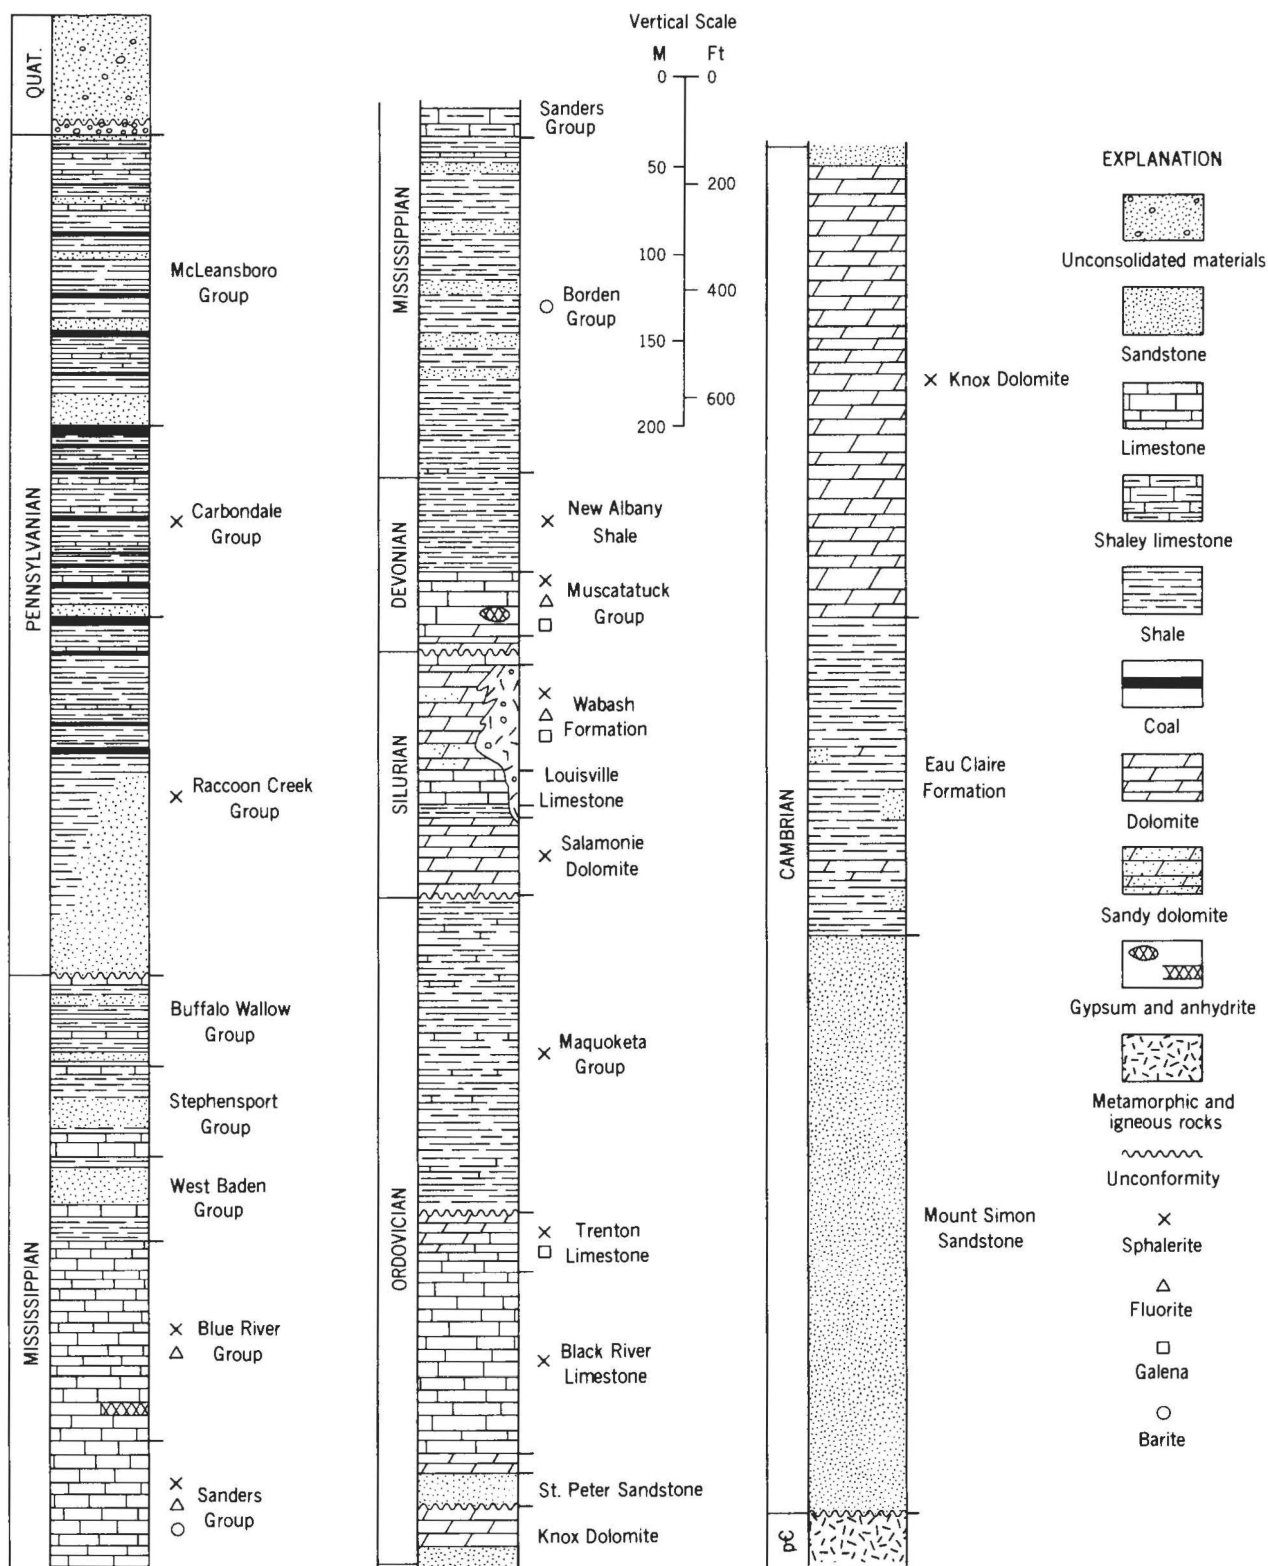 QUAT.
PENNSYLVANIAN
MISSISSIPPIAN
McLeansboro
Group
× Carbondale
Group
× Raccoon Creek
Group
Buffalo Wallow
Group
Stephensport
Group
West Baden
Group
× Blue River
△ Group
× Sanders
△ Group
○
MISSISSIPPIAN
DEVONIAN
SILURIAN
ORDOVICIAN
Sanders
Group
○ Borden
Group
× New Albany
Shale
× Muscatatuck
△ Group
□
× Wabash
△ Formation
□
Louisville
Limestone
× Salamonie
Dolomite
× Maquoketa
Group
× Trenton
□ Limestone
× Black River
Limestone
St. Peter Sandstone
Knox Dolomite
Vertical Scale
M Ft
0 0
50
200
100
400
150
600
200
CAMBRIAN
p€
× Knox Dolomite
Eau Claire
Formation
Mount Simon
Sandstone
EXPLANATION
Unconsolidated materials
Sandstone
Limestone
Shaley limestone
Shale
Coal
Dolomite
Sandy dolomite
Gypsum and anhydrite
Metamorphic and
igneous rocks
Unconformity
×
Sphalerite
△
Fluorite
□
Galena
○
Barite